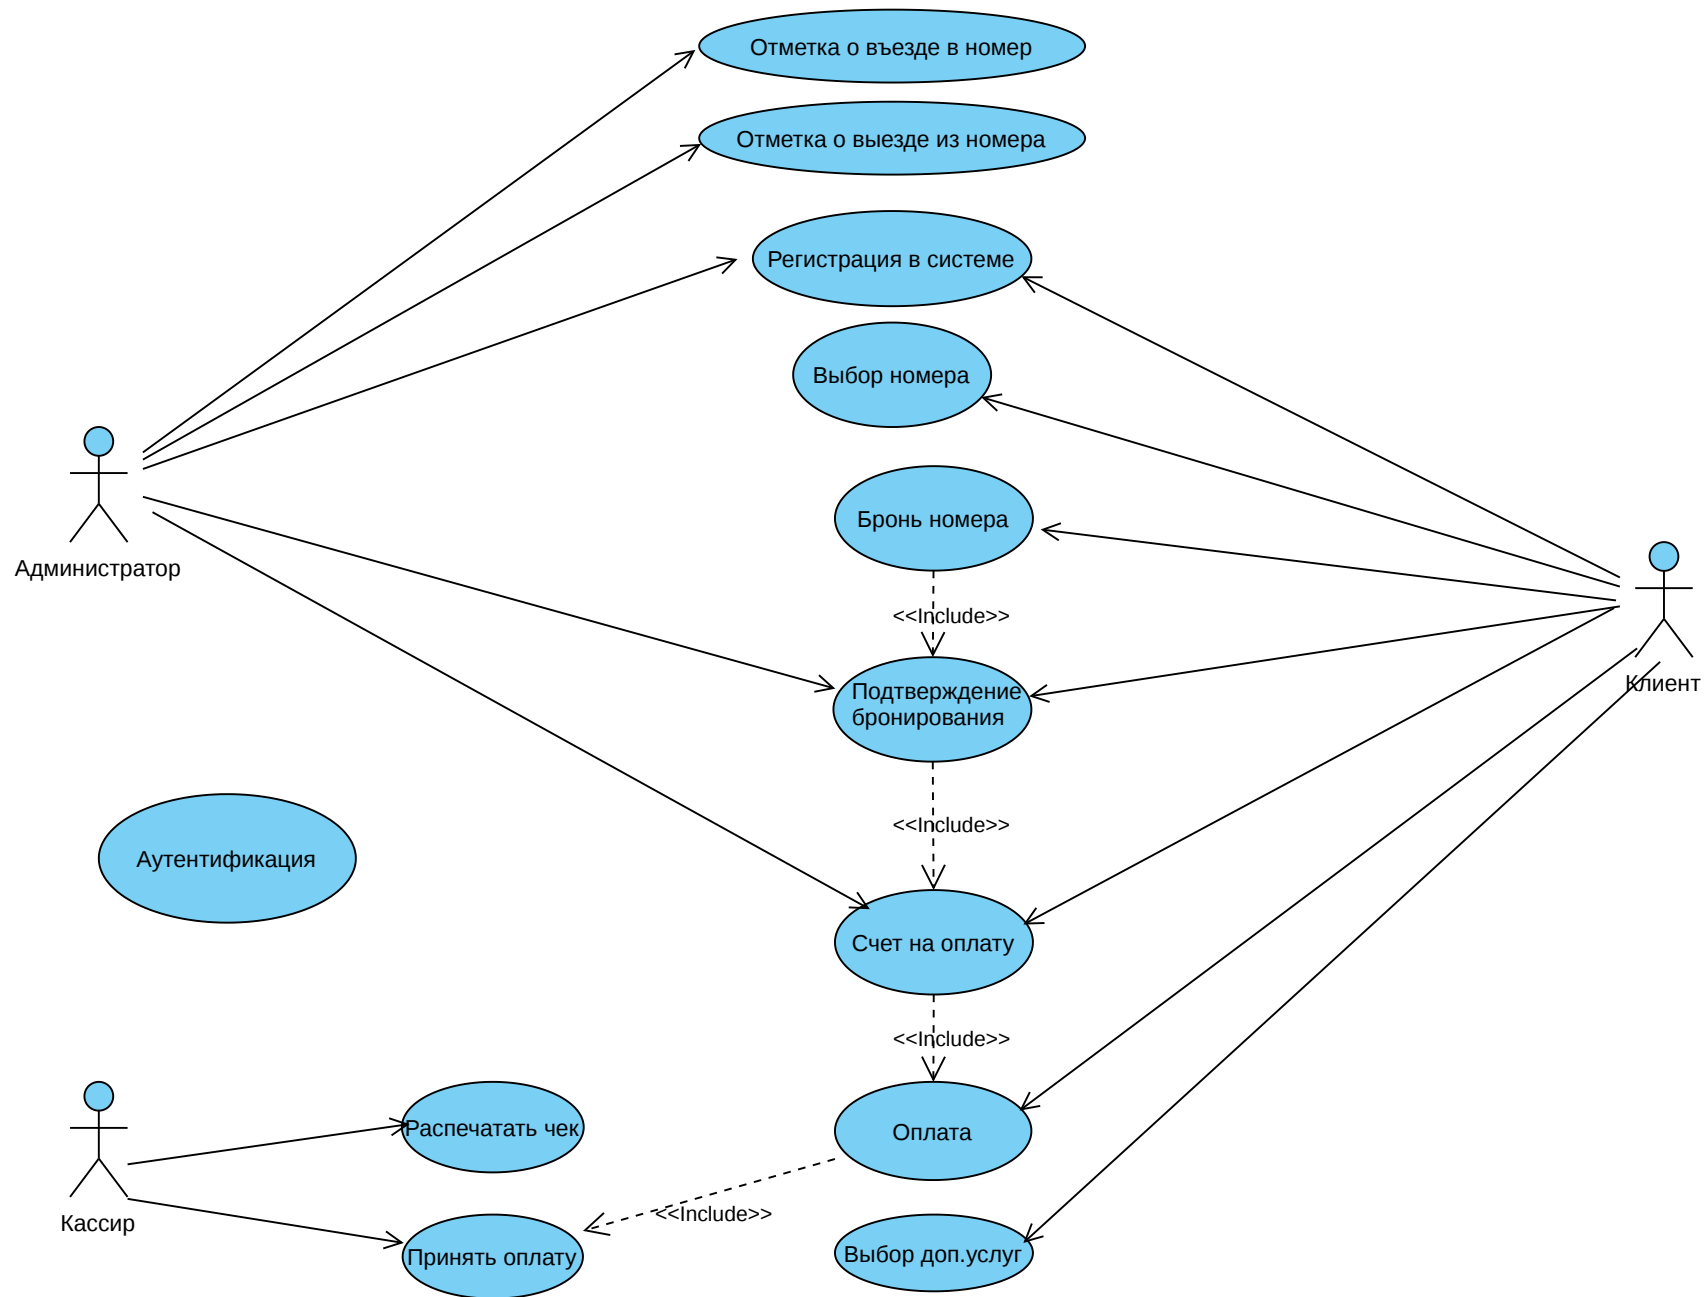 Отметка о въезде в номер
Отметка о выезде из номера
Регистрация в системе
Выбор номера
Бронь номера
Администратор
<<Include>>
Подтверждение
бронирования
Клиент
<<Include>>
Аутентификация
Счет на оплату
<<Include>>
Распечатать чек
Оплата
Кассир
<<Include>>
Принять оплату
Выбор доп.услуг